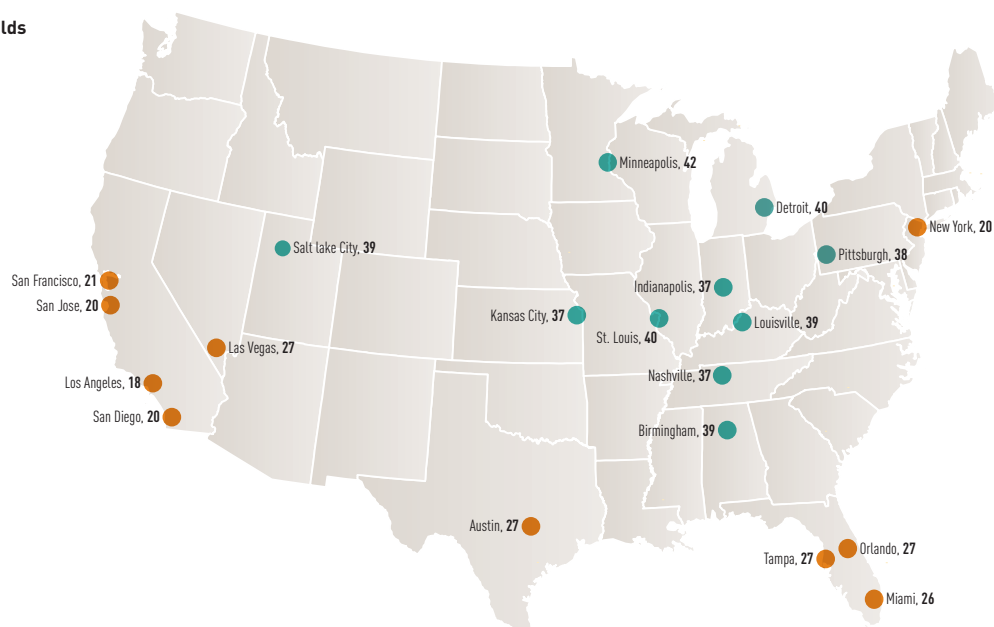 lds
Minneapolis, 42
Detroit, 40
New York, 20
Salt lake City, 39
Pittsburgh, 38
San Francisco, 21
Indianapolis, 37
San Jose, 20
Kansas City, 37
Louisville, 39
St. Louis, 40
Las Vegas, 27
Nashville, 37
Los Angeles, 18
San Diego, 20
Birmingham, 39
Austin, 27
Orlando, 27
Tampa, 27
Miami, 26